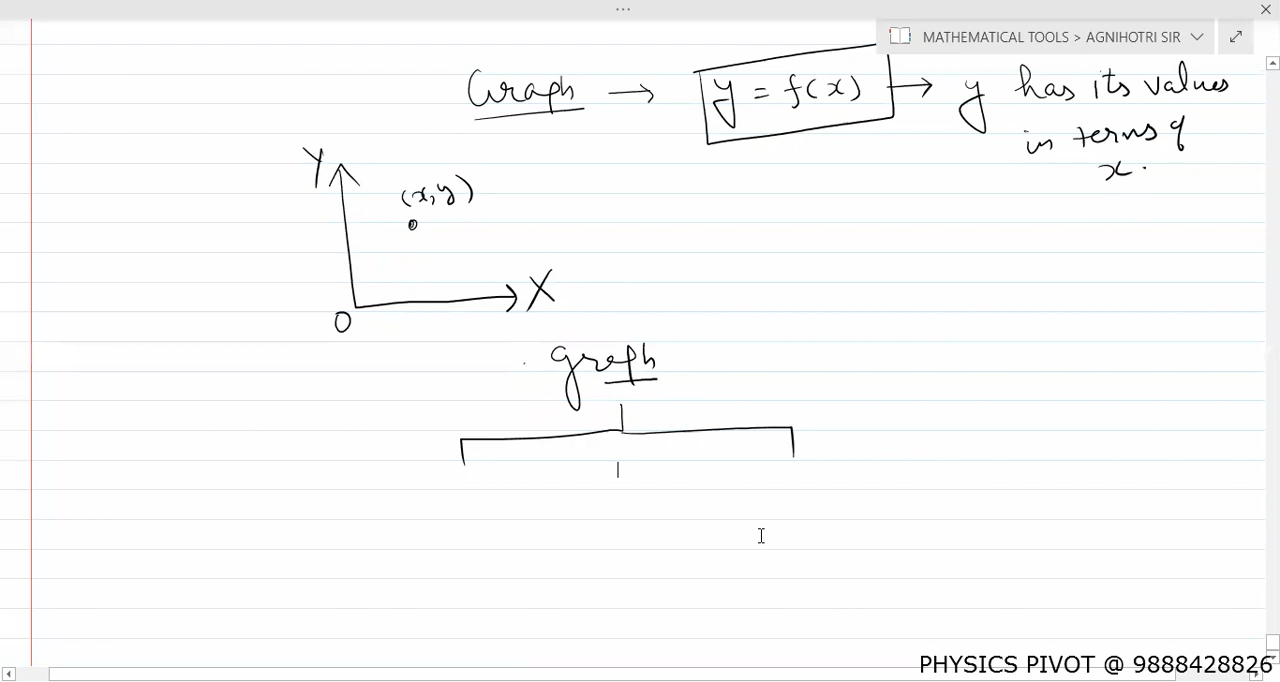 MATHEMATICAL TOOLS > AGNIHOTRI SIR
Graph → y = f(x) → y has its values
in terms of
x.
Y
(x, y)
X
O
graph
PHYSICS PIVOT @ 9888428826